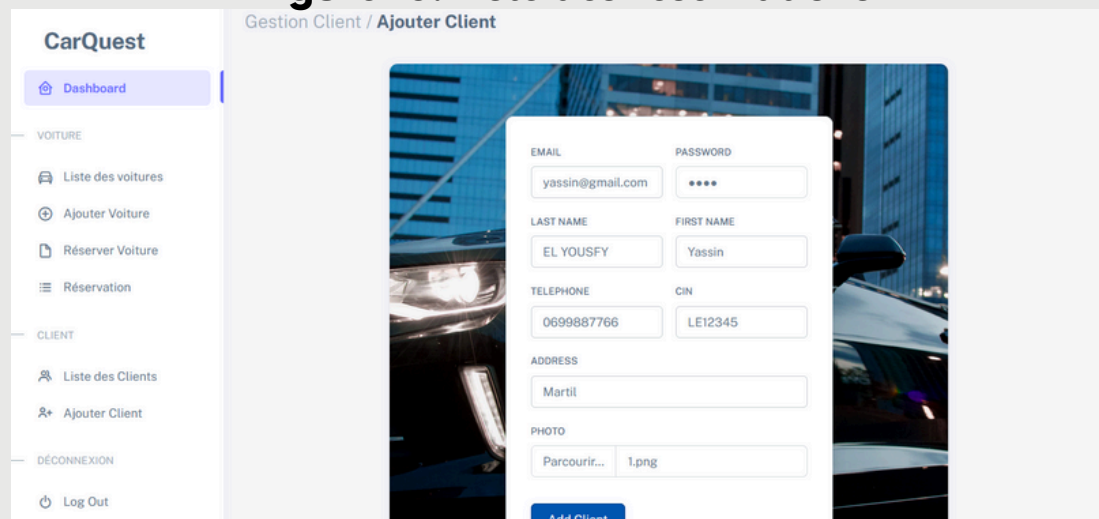 Gestion Client / Ajouter Client
CarQuest
Dashboard
VOITURE
Liste des voitures
Ajouter Voiture
Réserver Voiture
Réservation
CLIENT
Liste des Clients
Ajouter Client
DÉCONNEXION
Log Out
EMAIL PASSWORD
yassin@gmail.com ••••
LAST NAME FIRST NAME
EL YOUSFY Yassin
TELEPHONE CIN
0699887766 LE12345
ADDRESS
Martil
PHOTO
Parcourir... 1.png
Add Client